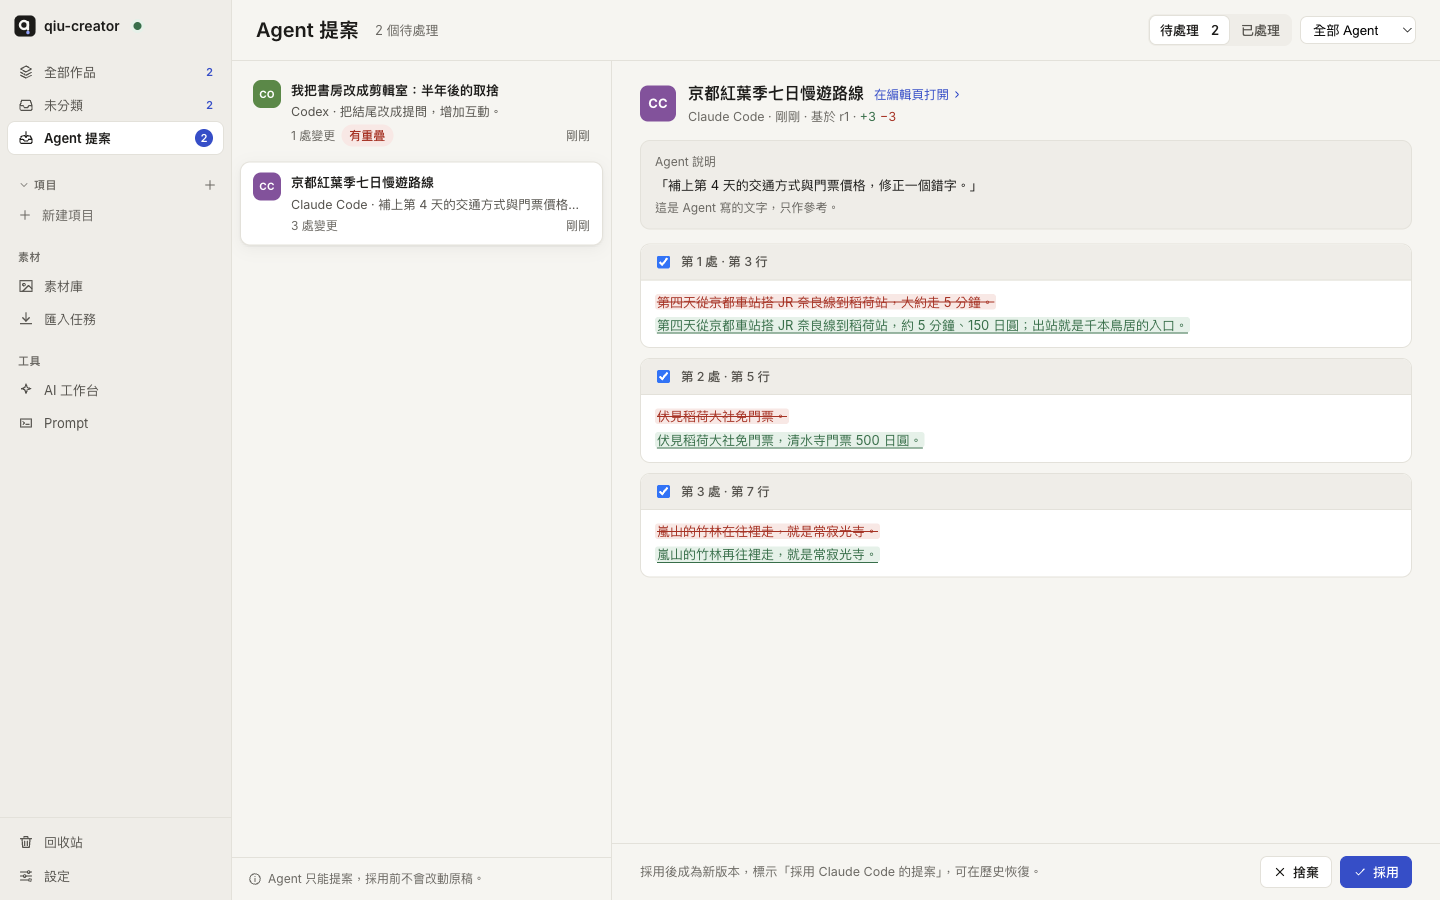 qiu-creator
全部作品 2
未分類 2
Agent 提案 2
項目
新建項目
素材
素材庫
匯入任務
工具
AI 工作台
Prompt
回收站
設定
Agent 提案 2 個待處理
待處理 2 已處理 全部 Agent
CO 我把書房改成剪輯室：半年後的取捨
Codex · 把結尾改成提問，增加互動。
1 處變更 有重疊 剛剛
CC 京都紅葉季七日慢遊路線
Claude Code · 補上第 4 天的交通方式與門票價格...
3 處變更 剛剛
Agent 只能提案，採用前不會改動原稿。
CC 京都紅葉季七日慢遊路線 在編輯頁打開
Claude Code · 剛剛 · 基於 r1 · +3 −3
Agent 說明
「補上第 4 天的交通方式與門票價格，修正一個錯字。」
這是 Agent 寫的文字，只作參考。
第 1 處 · 第 3 行
第四天從京都車站搭 JR 奈良線到稻荷站，大約走 5 分鐘。
第四天從京都車站搭 JR 奈良線到稻荷站，約 5 分鐘、150 日圓；出站就是千本鳥居的入口。
第 2 處 · 第 5 行
伏見稻荷大社免門票。
伏見稻荷大社免門票，清水寺門票 500 日圓。
第 3 處 · 第 7 行
嵐山的竹林在往裡走，就是常寂光寺。
嵐山的竹林再往裡走，就是常寂光寺。
採用後成為新版本，標示「採用 Claude Code 的提案」，可在歷史恢復。
捨棄 採用